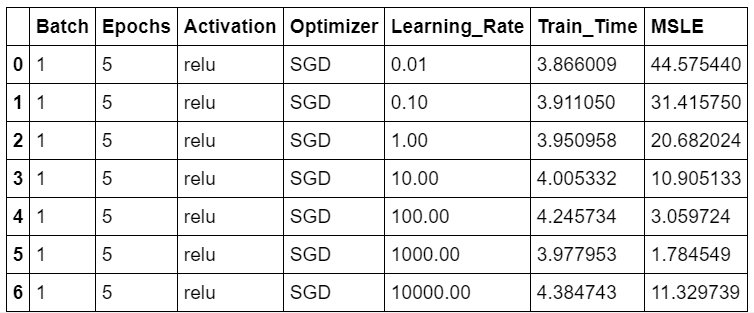 Batch Epochs Activation Optimizer Learning_Rate Train_Time MSLE
0 1 5 relu SGD 0.01 3.866009 44.575440
1 1 5 relu SGD 0.10 3.911050 31.415750
2 1 5 relu SGD 1.00 3.950958 20.682024
3 1 5 relu SGD 10.00 4.005332 10.905133
4 1 5 relu SGD 100.00 4.245734 3.059724
5 1 5 relu SGD 1000.00 3.977953 1.784549
6 1 5 relu SGD 10000.00 4.384743 11.329739